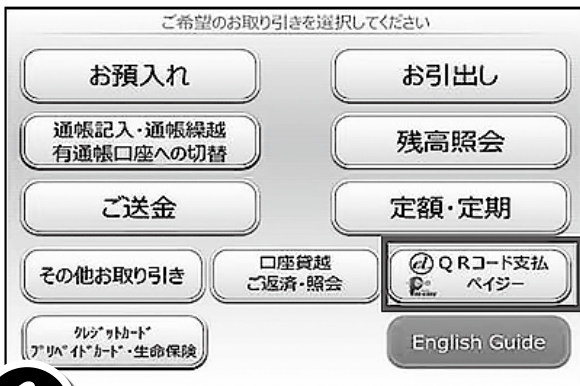 ご希望のお取り引きを選択してください
お預入れ
お引出し
通帳記入・通帳繰越
有通帳口座への切替
残高照会
ご送金
定額・定期
その他お取り引き
口座貸越
ご返済・照会
QRコード支払
ペイジー
クレジットカード・
プリペイドカード・生命保険
English Guide